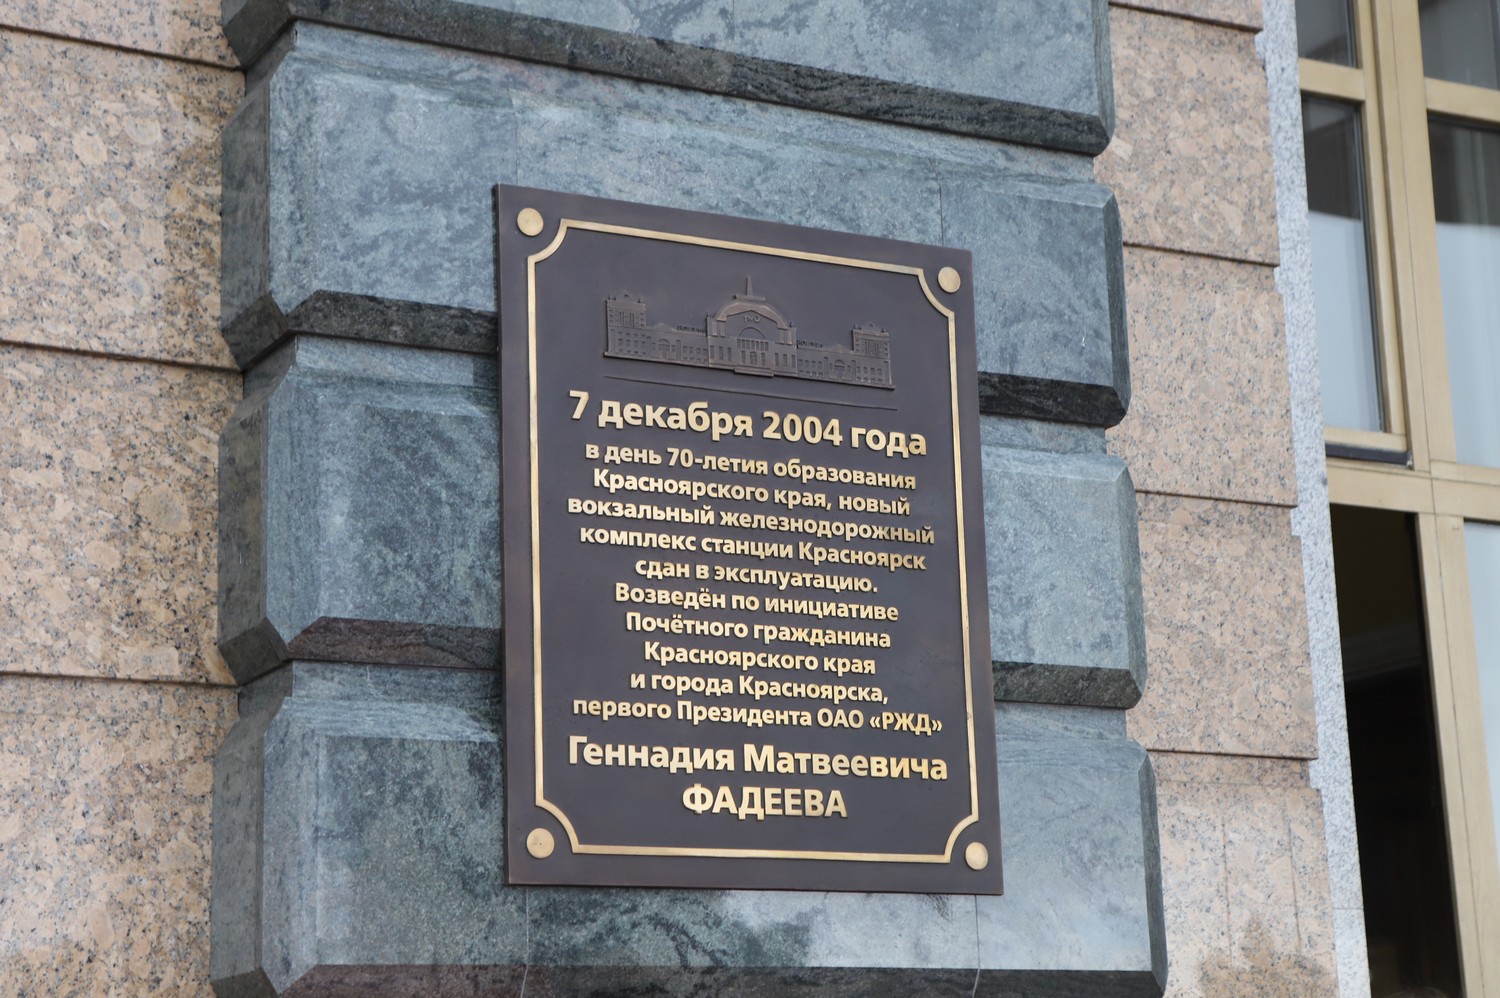 7 декабря 2004 года
в день 70-летия образования
Красноярского края, новый
вокзальный железнодорожный
комплекс станции Красноярск
сдан в эксплуатацию.
Возведён по инициативе
Почётного гражданина
Красноярского края
и города Красноярска,
первого Президента ОАО «РЖД»
Геннадия Матвеевича
ФАДЕЕВА